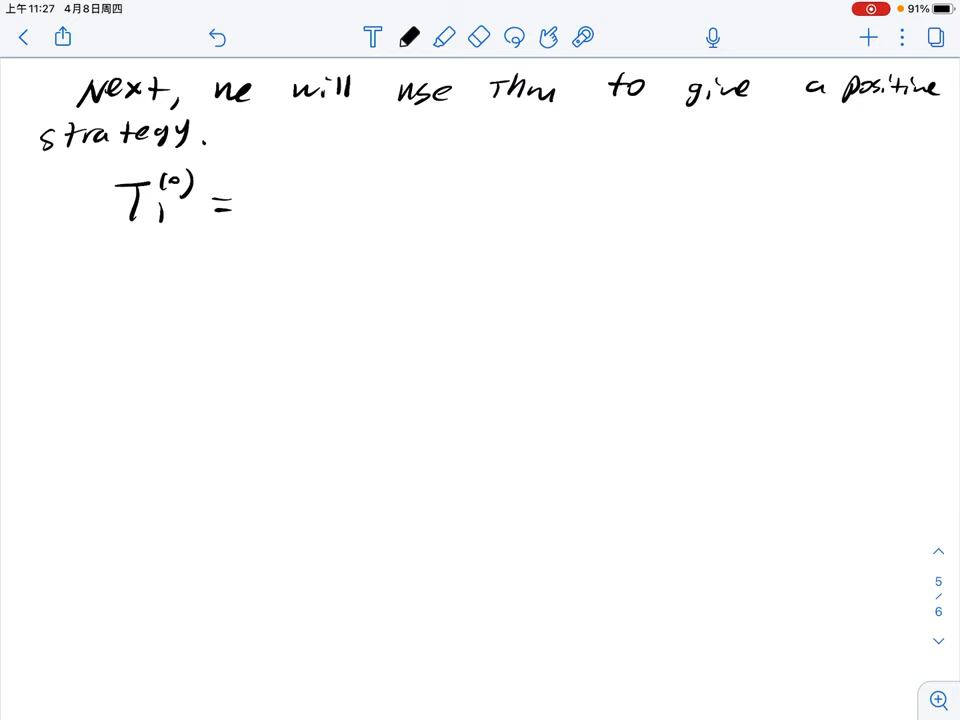 上午11:27 4月8日周四
91%
Next, we will use Thm to give a positive
strategy.
T₁⁽⁰⁾ =
5
/
6